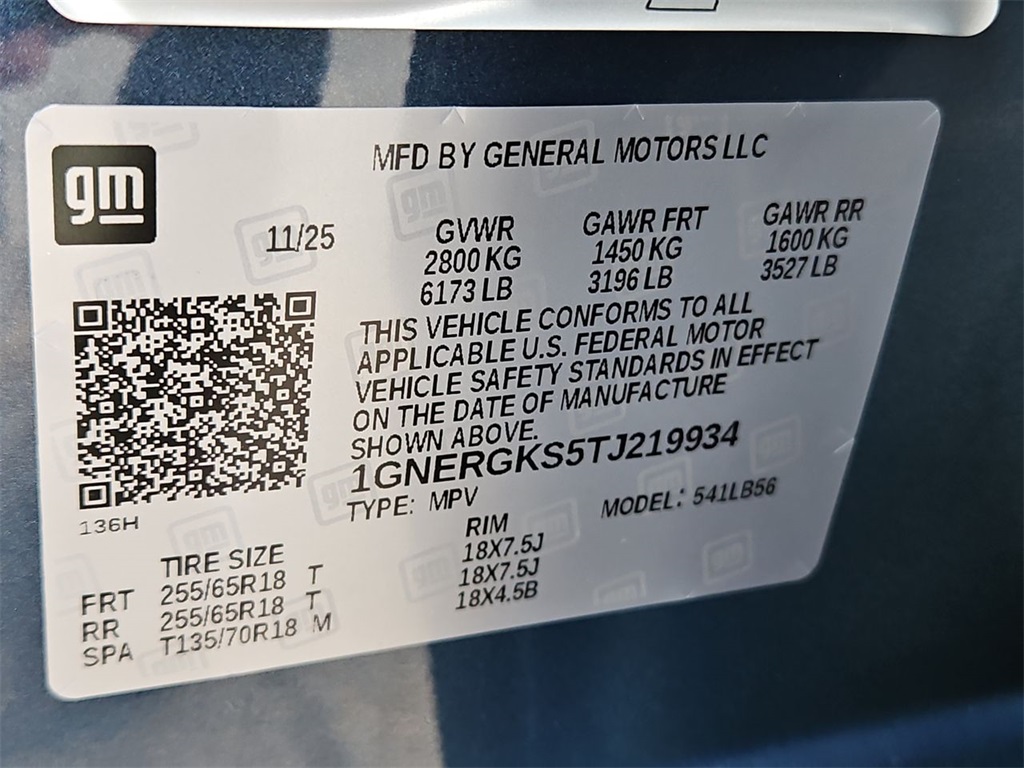 gm
MFD BY GENERAL MOTORS LLC
11/25
GVWR GAWR FRT GAWR RR
2800 KG 1450 KG 1600 KG
6173 LB 3196 LB 3527 LB
THIS VEHICLE CONFORMS TO ALL
APPLICABLE U.S. FEDERAL MOTOR
VEHICLE SAFETY STANDARDS IN EFFECT
ON THE DATE OF MANUFACTURE
SHOWN ABOVE.
1GNERGKS5TJ219934
TYPE: MPV MODEL: 541LB56
136H
TIRE SIZE RIM
FRT 255/65R18 T 18X7.5J
RR 255/65R18 T 18X7.5J
SPA T135/70R18 M 18X4.5B